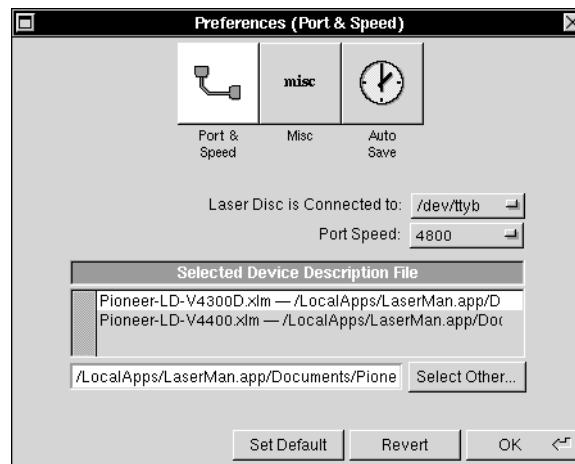 Preferences (Port & Speed)
misc
Port & Speed
Misc
Auto Save
Laser Disc is Connected to: /dev/ttyb
Port Speed: 4800
Selected Device Description File
Pioneer-LD-V4300D.xlm — /LocalApps/LaserMan.app/D
Pioneer-LD-V4400.xlm — /LocalApps/LaserMan.app/Doc
/LocalApps/LaserMan.app/Documents/Pione Select Other...
Set Default Revert OK